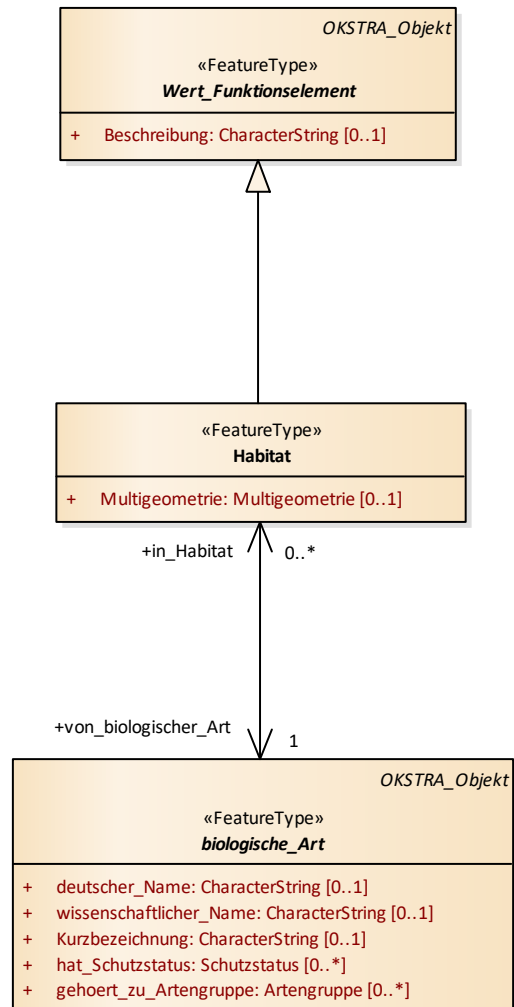 OKSTRA_Objekt
«FeatureType»
Wert_Funktionselement
+ Beschreibung: CharacterString [0..1]
«FeatureType»
Habitat
+ Multigeometrie: Multigeometrie [0..1]
+in_Habitat 0..*
+von_biologischer_Art 1
OKSTRA_Objekt
«FeatureType»
biologische_Art
+ deutscher_Name: CharacterString [0..1]
+ wissenschaftlicher_Name: CharacterString [0..1]
+ Kurzbezeichnung: CharacterString [0..1]
+ hat_Schutzstatus: Schutzstatus [0..*]
+ gehoert_zu_Artengruppe: Artengruppe [0..*]